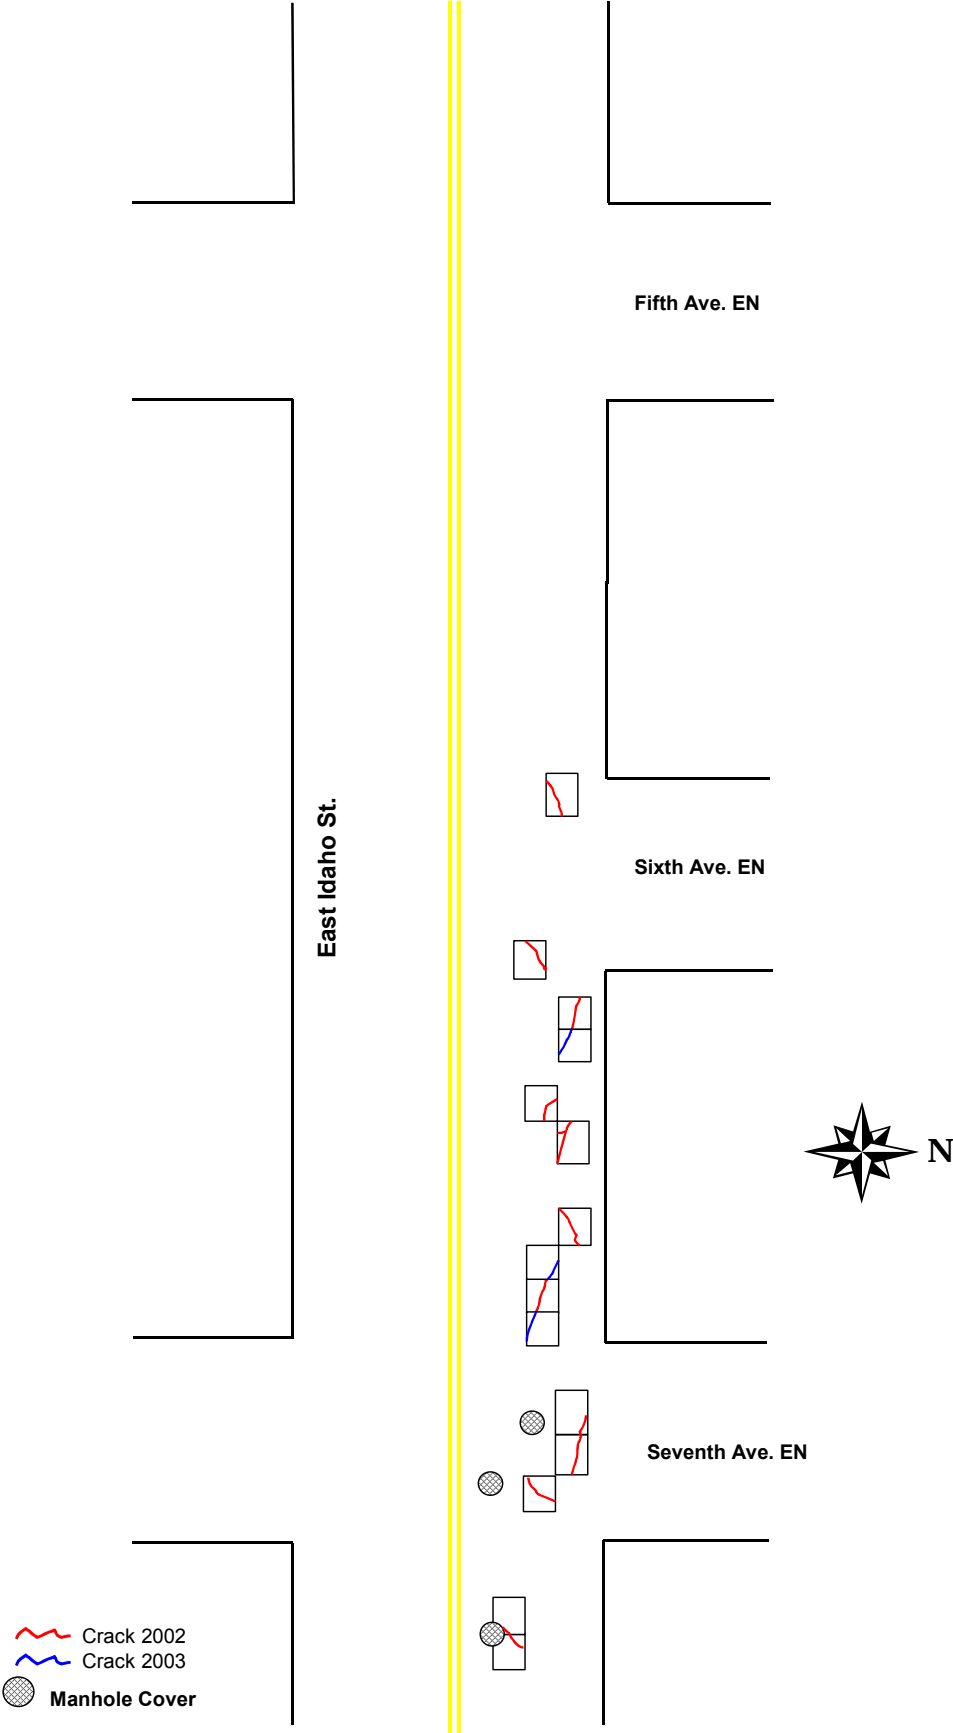 Fifth Ave. EN
East Idaho St.
Sixth Ave. EN
N
Seventh Ave. EN
Crack 2002
Crack 2003
Manhole Cover